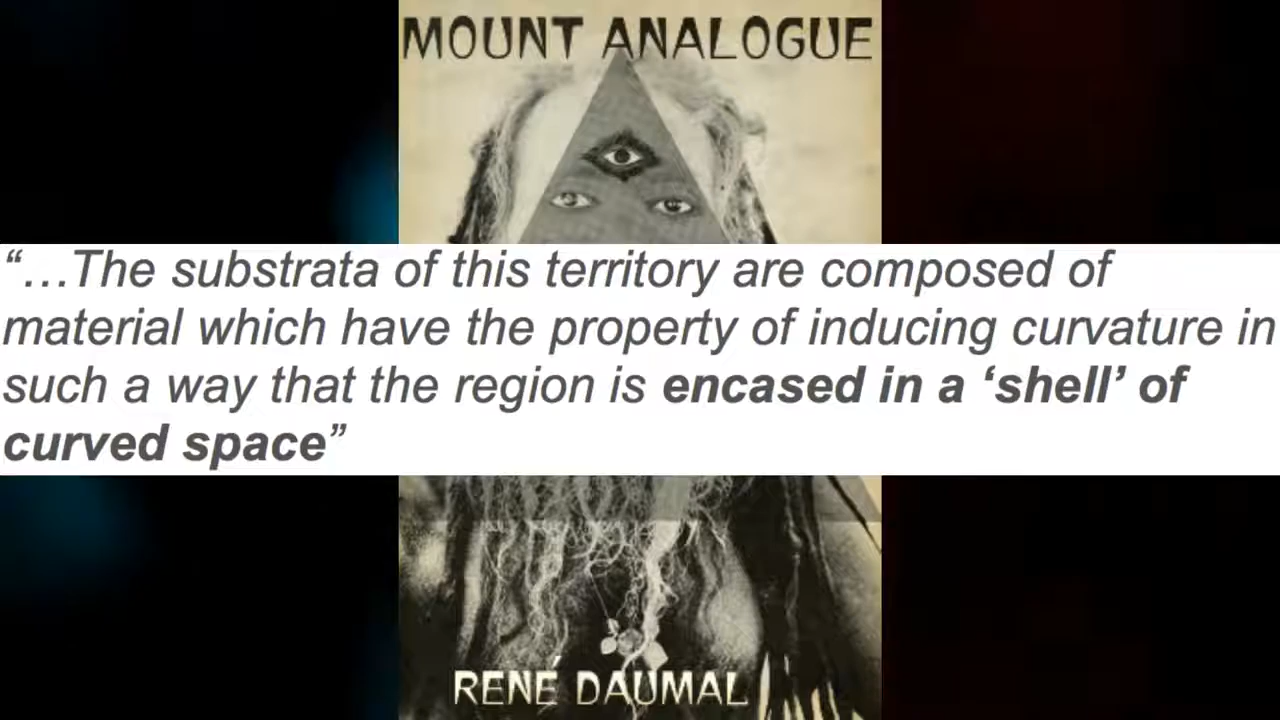 MOUNT ANALOGUE
“…The substrata of this territory are composed of
material which have the property of inducing curvature in
such a way that the region is encased in a ‘shell’ of
curved space”
RENÉ DAUMAL